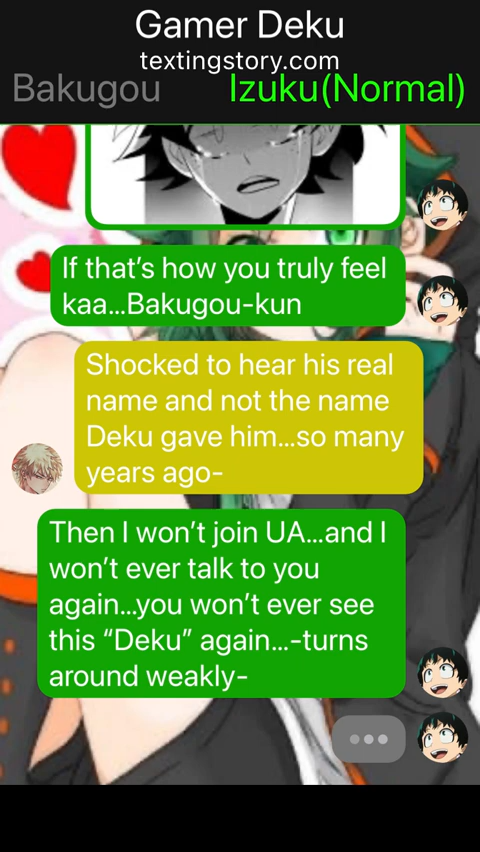 Gamer Deku
textingstory.com
Bakugou
Izuku(Normal)
If that’s how you truly feel
kaa...Bakugou-kun
Shocked to hear his real
name and not the name
Deku gave him...so many
years ago-
Then I won’t join UA...and I
won’t ever talk to you
again...you won’t ever see
this “Deku” again...-turns
around weakly-